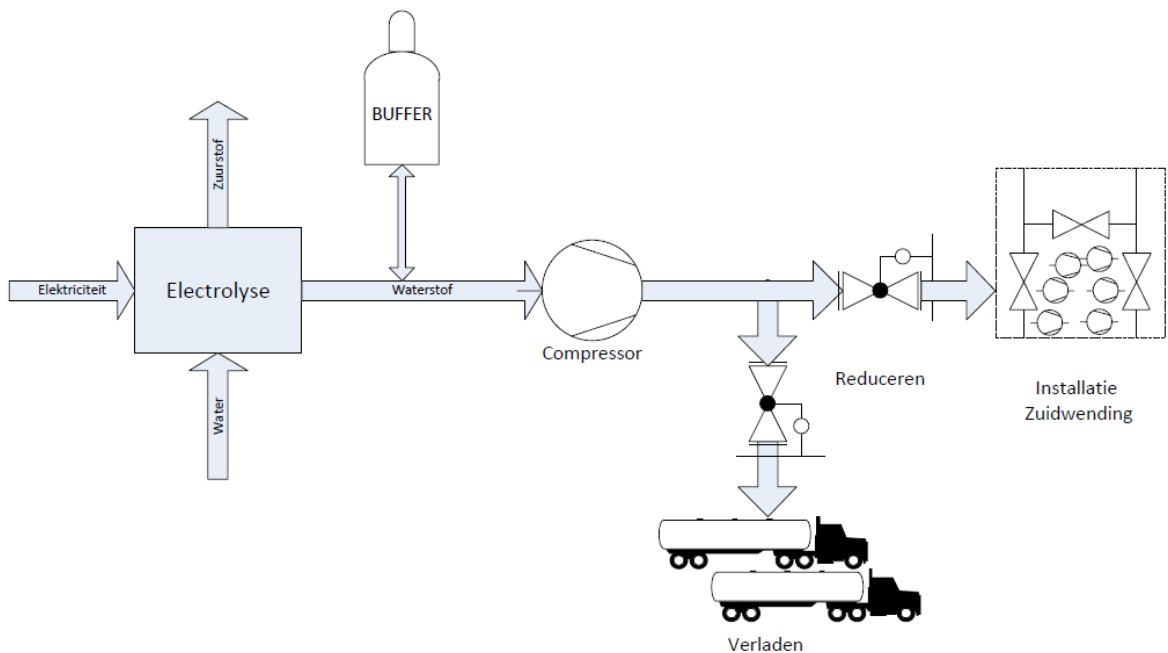 BUFFER
Zuurstof
Elektriciteit
Electrolyse
Waterstof
Compressor
Water
Reduceren
Installatie
Zuidwending
Verladen